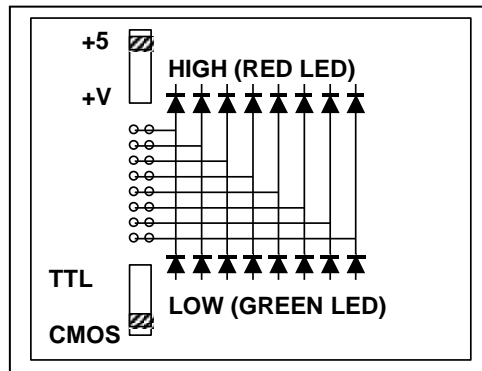 +5
HIGH (RED LED)
+V
TTL
LOW (GREEN LED)
CMOS